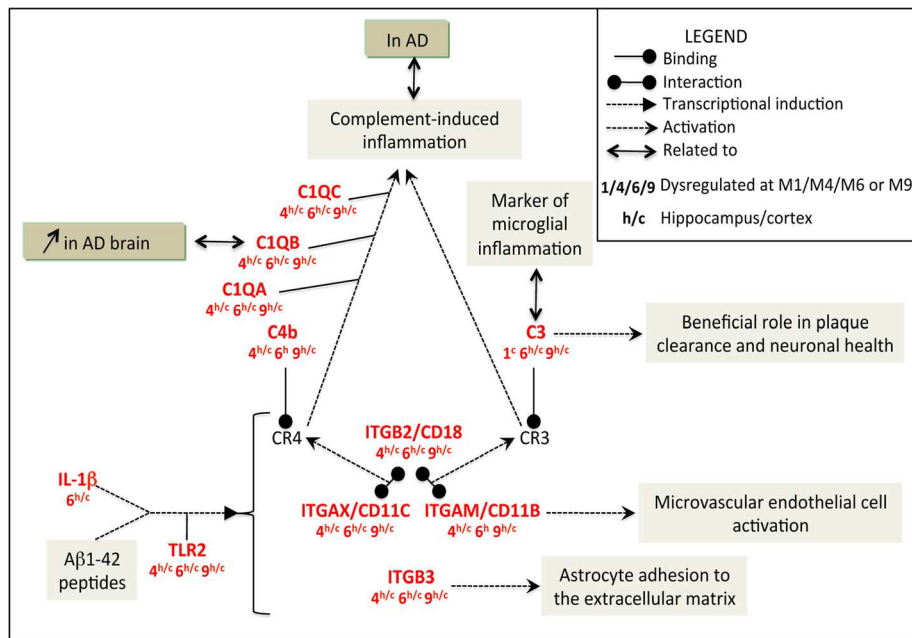 In AD
Complement-induced
inflammation
LEGEND
Binding
Interaction
Transcriptional induction
Activation
Related to
1/4/6/9 Dysregulated at M1/M4/M6 or M9
h/c Hippocampus/cortex
C1QC
4h/c 6h/c 9h/c
in AD brain
C1QB
4h/c 6h/c 9h/c
C1QA
4h/c 6h/c 9h/c
C4b
4h/c 6h 9h/c
Marker of
microglial
inflammation
C3
1c 6h/c 9h/c
Beneficial role in plaque
clearance and neuronal health
CR4
CR3
ITGB2/CD18
4h/c 6h/c 9h/c
ITGAX/CD11C
4h/c 6h/c 9h/c
ITGAM/CD11B
4h/c 6h 9h/c
Microvascular endothelial cell
activation
IL-1β
6h/c
Aβ1-42
peptides
TLR2
4h/c 6h/c 9h/c
ITGB3
4h/c 6h/c 9h/c
Astrocyte adhesion to
the extracellular matrix